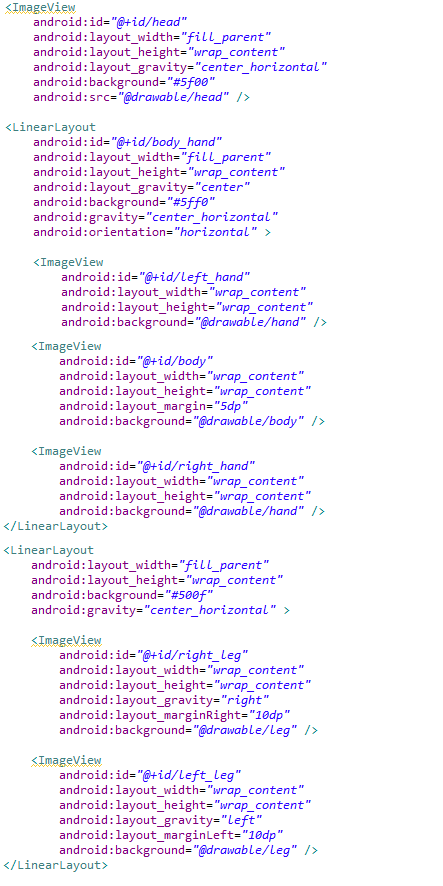 <ImageView
    android:id="@+id/head"
    android:layout_width="fill_parent"
    android:layout_height="wrap_content"
    android:layout_gravity="center_horizontal"
    android:background="#5f00"
    android:src="@drawable/head" />

<LinearLayout
    android:id="@+id/body_hand"
    android:layout_width="fill_parent"
    android:layout_height="wrap_content"
    android:layout_gravity="center"
    android:background="#5ff0"
    android:gravity="center_horizontal"
    android:orientation="horizontal" >

    <ImageView
        android:id="@+id/left_hand"
        android:layout_width="wrap_content"
        android:layout_height="wrap_content"
        android:background="@drawable/hand" />

    <ImageView
        android:id="@+id/body"
        android:layout_width="wrap_content"
        android:layout_height="wrap_content"
        android:layout_margin="5dp"
        android:background="@drawable/body" />

    <ImageView
        android:id="@+id/right_hand"
        android:layout_width="wrap_content"
        android:layout_height="wrap_content"
        android:background="@drawable/hand" />
</LinearLayout>
<LinearLayout
    android:layout_width="fill_parent"
    android:layout_height="wrap_content"
    android:background="#500f"
    android:gravity="center_horizontal" >

    <ImageView
        android:id="@+id/right_leg"
        android:layout_width="wrap_content"
        android:layout_height="wrap_content"
        android:layout_gravity="right"
        android:layout_marginRight="10dp"
        android:background="@drawable/leg" />

    <ImageView
        android:id="@+id/left_leg"
        android:layout_width="wrap_content"
        android:layout_height="wrap_content"
        android:layout_gravity="left"
        android:layout_marginLeft="10dp"
        android:background="@drawable/leg" />
</LinearLayout>